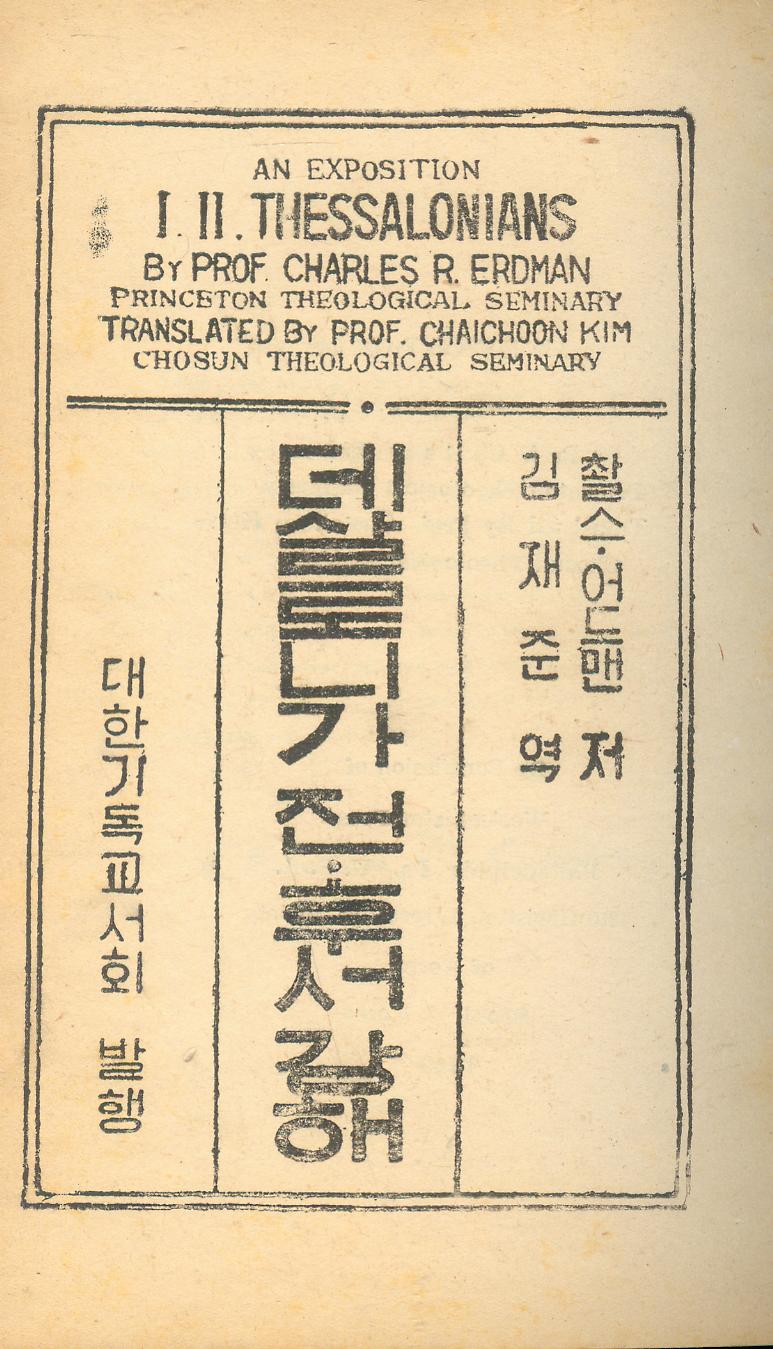 AN EXPOSITION
I. II. THESSALONIANS
BY PROF. CHARLES R. ERDMAN
PRINCETON THEOLOGICAL SEMINARY
TRANSLATED BY PROF. CHAICHOON KIM
CHOSUN THEOLOGICAL SEMINARY
촬스·어드맨 저
김재준 역
데살로니가 전·후서 강해
대한기독교서회 발행